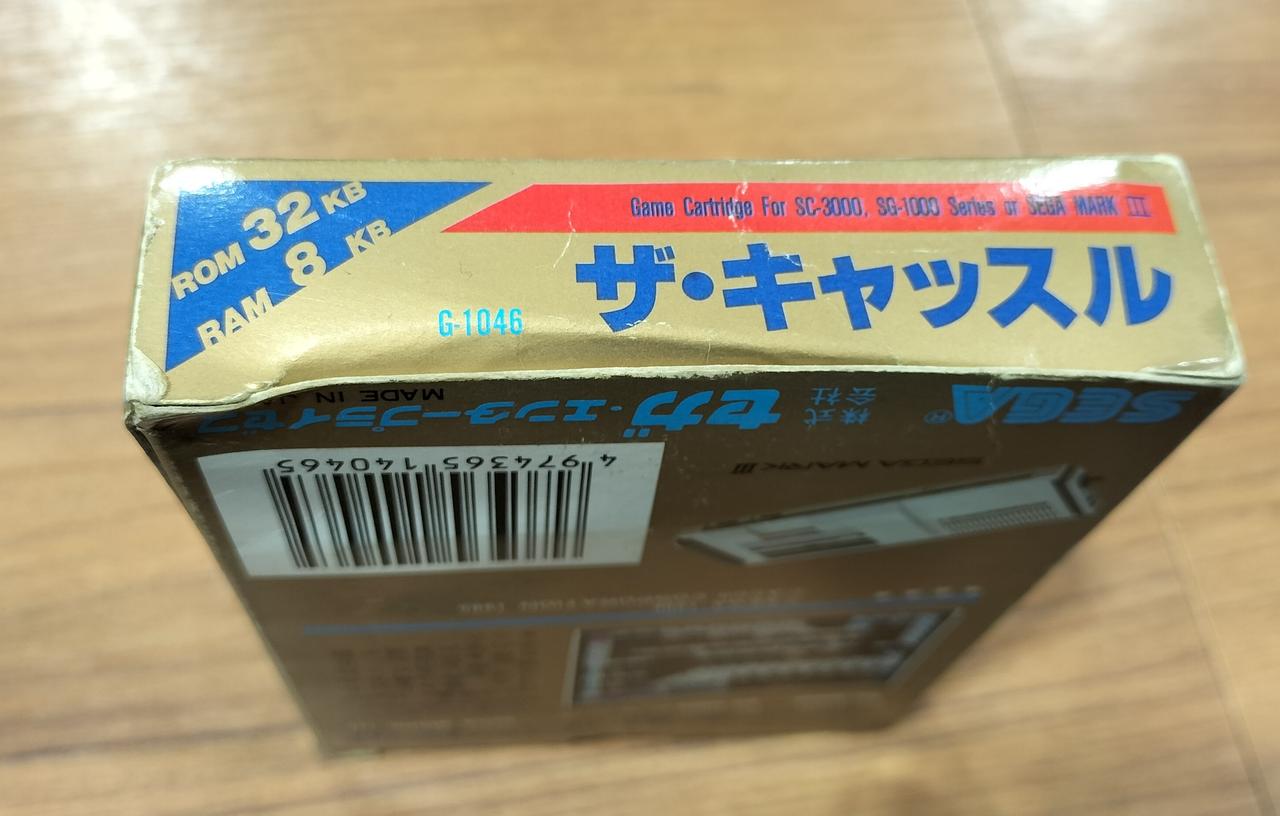 ROM 32 KB
RAM 8 KB
Game Cartridge For SC-3000, SG-1000 Series or SEGA MARK III
ザ・キャッスル
G-1046
MADE IN
SEGA® 株式会社 セガ・エンタープライゼス
4 974365 140465
SEGA MARK III